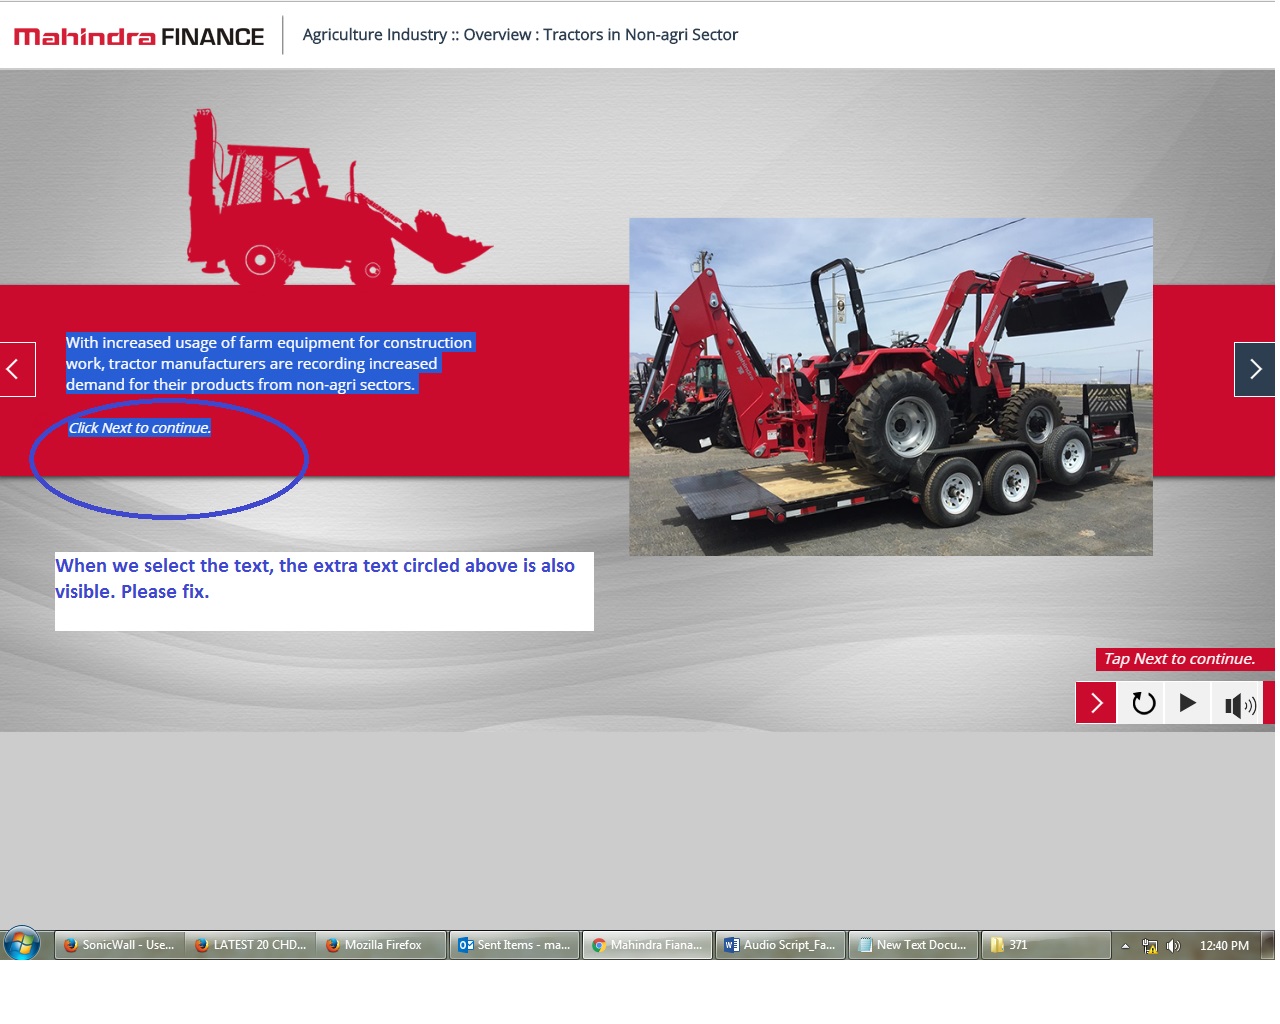 Mahindra FINANCE
Agriculture Industry :: Overview : Tractors in Non-agri Sector
With increased usage of farm equipment for construction
work, tractor manufacturers are recording increased
demand for their products from non-agri sectors.
Click Next to continue.
When we select the text, the extra text circled above is also
visible. Please fix.
Tap Next to continue.
SonicWall - Use...
LATEST 20 CHD...
Mozilla Firefox
Sent Items - ma...
Mahindra Fiana...
Audio Script_Fa...
New Text Docu...
371
12:40 PM